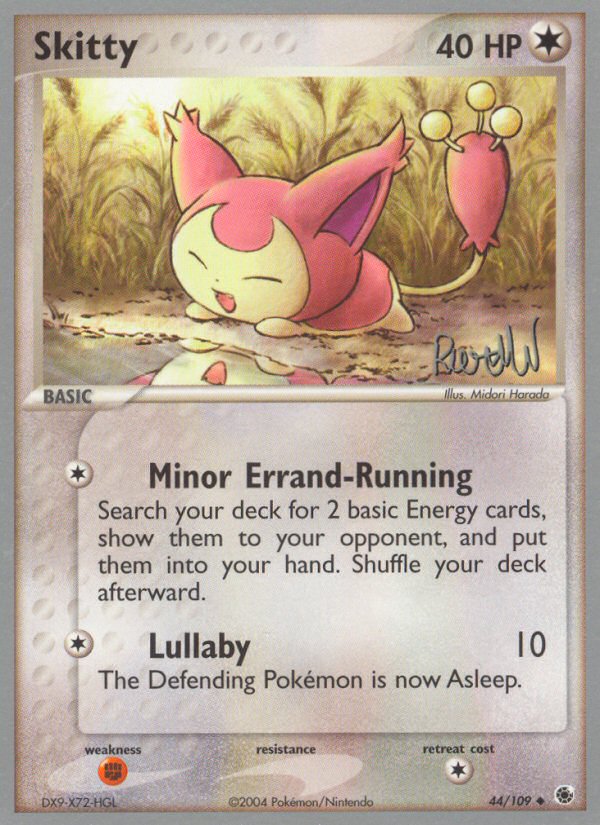 Skitty
40 HP
BASIC
Illus. Midori Harada
Minor Errand-Running
Search your deck for 2 basic Energy cards,
show them to your opponent, and put
them into your hand. Shuffle your deck
afterward.
Lullaby 10
The Defending Pokémon is now Asleep.
weakness resistance retreat cost
DX9-X72-HGL ©2004 Pokémon/Nintendo 44/109